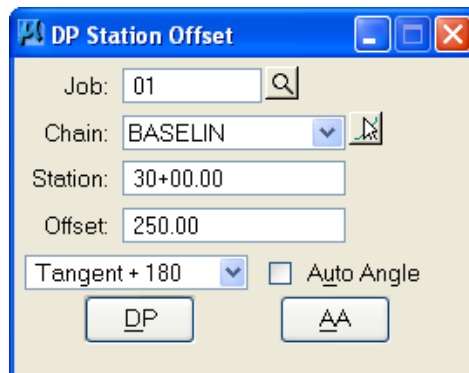 DP Station Offset
Job: 01
Chain: BASELIN
Station: 30+00.00
Offset: 250.00
Tangent + 180 Auto Angle
DP AA